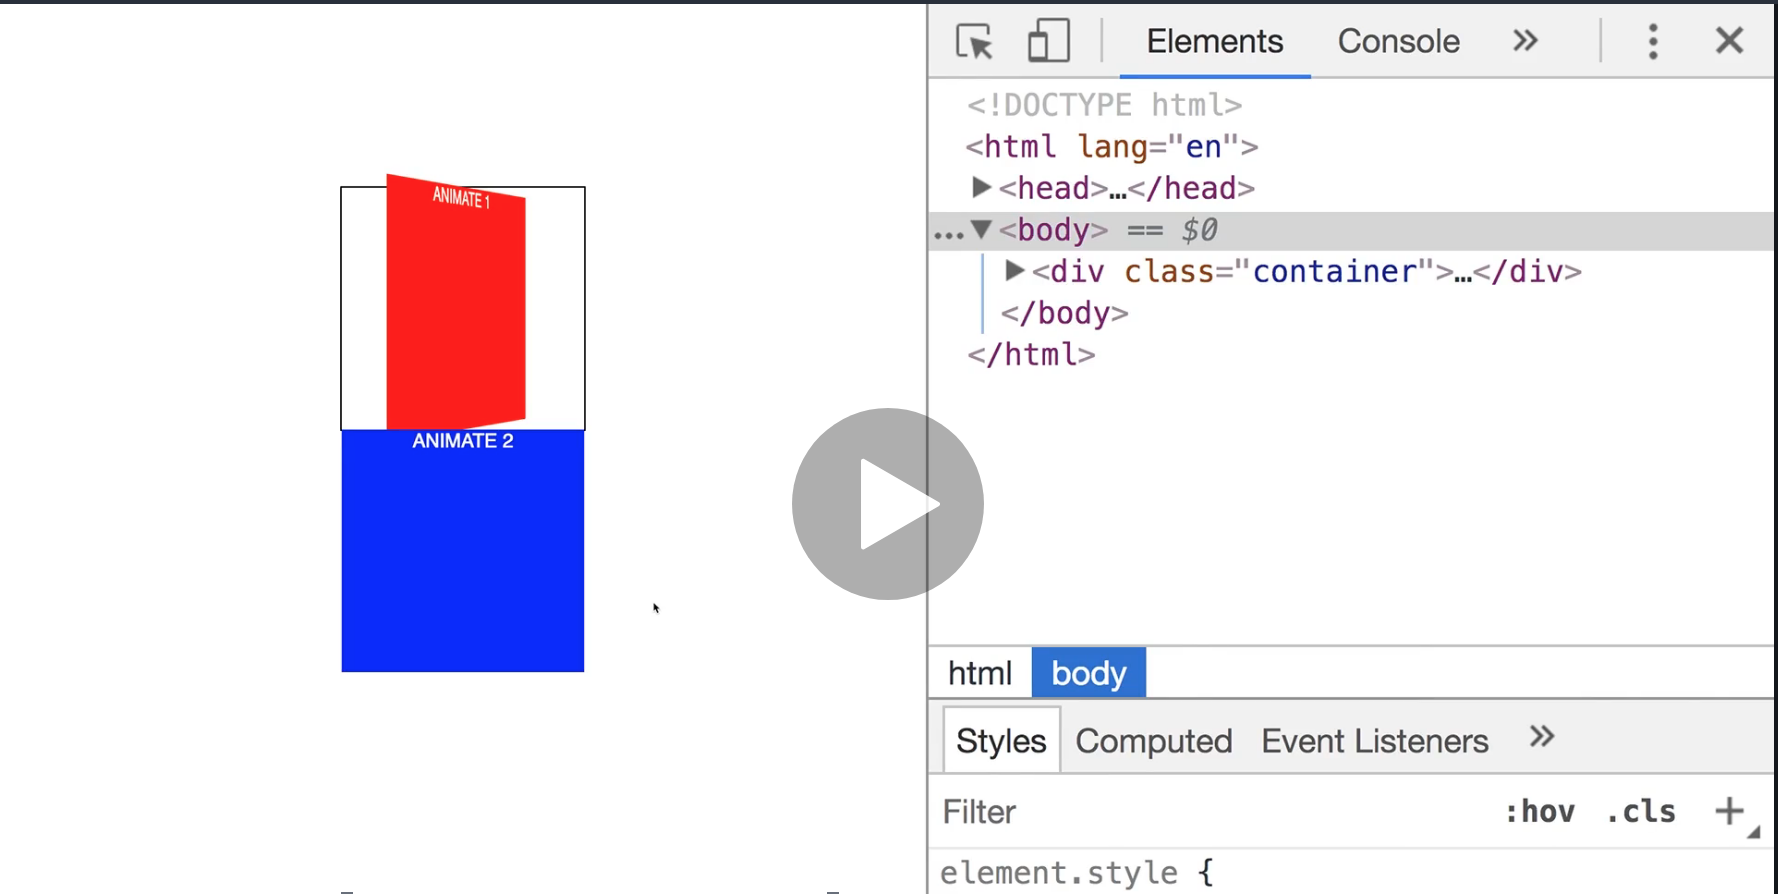 ANIMATE 1
ANIMATE 2
Elements Console »
<!DOCTYPE html>
<html lang="en">
<head>…</head>
… <body> == $0
<div class="container">…</div>
</body>
</html>
html body
Styles Computed Event Listeners »
Filter :hov .cls +
element.style {